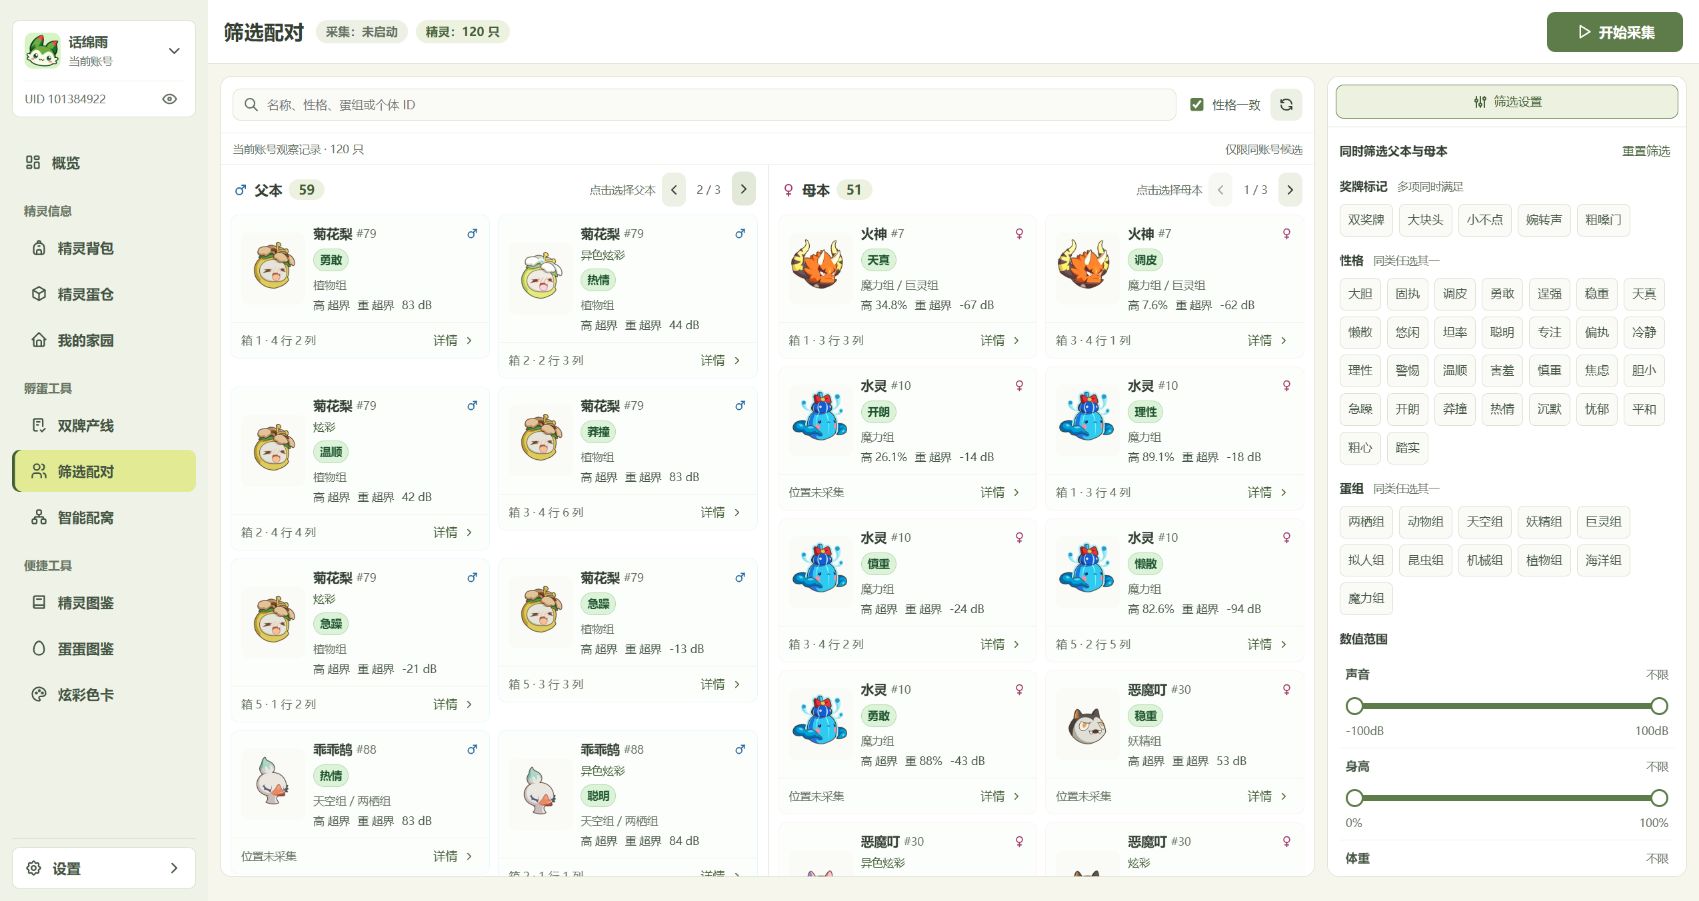 话绵雨
当前账号
UID 101384922
概览
精灵信息
精灵背包
精灵蛋仓
我的家园
孵蛋工具
双牌产线
筛选配对
智能配窝
便捷工具
精灵图鉴
蛋蛋图鉴
炫彩色卡
设置
筛选配对
采集：未启动
精灵：120 只
开始采集
名称、性格、蛋组或个体 ID
性格一致
当前账号观察记录 · 120 只
仅限同账号候选
父本 59
点击选择父本 2 / 3
菊花梨 #79
勇敢
植物组
高 超界 重 超界 83 dB
箱 1 · 4 行 2 列
详情
菊花梨 #79
异色炫彩
热情
植物组
高 超界 重 超界 44 dB
箱 2 · 2 行 3 列
详情
菊花梨 #79
炫彩
温顺
植物组
高 超界 重 超界 42 dB
箱 2 · 4 行 4 列
详情
菊花梨 #79
莽撞
植物组
高 超界 重 超界 83 dB
箱 3 · 4 行 6 列
详情
菊花梨 #79
炫彩
急躁
植物组
高 超界 重 超界 -21 dB
箱 5 · 1 行 2 列
详情
菊花梨 #79
急躁
植物组
高 超界 重 超界 -13 dB
箱 5 · 3 行 3 列
详情
乖乖鹄 #88
热情
天空组 / 两栖组
高 超界 重 超界 83 dB
位置未采集
详情
乖乖鹄 #88
异色炫彩
聪明
天空组 / 两栖组
高 超界 重 超界 84 dB
箱 2 · 1 行 1 列
详情
母本 51
点击选择母本 1 / 3
火神 #7
天真
魔力组 / 巨灵组
高 34.8% 重 超界 -67 dB
箱 1 · 3 行 3 列
详情
火神 #7
调皮
魔力组 / 巨灵组
高 7.6% 重 超界 -62 dB
箱 3 · 4 行 1 列
详情
水灵 #10
开朗
魔力组
高 26.1% 重 超界 -14 dB
位置未采集
详情
水灵 #10
理性
魔力组
高 89.1% 重 超界 -18 dB
箱 1 · 3 行 4 列
详情
水灵 #10
慎重
魔力组
高 超界 重 超界 -24 dB
箱 3 · 4 行 2 列
详情
水灵 #10
懒散
魔力组
高 82.6% 重 超界 -94 dB
箱 5 · 2 行 5 列
详情
水灵 #10
勇敢
魔力组
高 超界 重 88% -43 dB
位置未采集
详情
恶魔叮 #30
稳重
妖精组
高 超界 重 超界 53 dB
位置未采集
详情
恶魔叮 #30
异色炫彩
恶魔叮 #30
炫彩
筛选设置
同时筛选父本与母本
重置筛选
奖牌标记 多项同时满足
双奖牌 大块头 小不点 婉转声 粗嗓门
性格 同类任选其一
大胆 固执 调皮 勇敢 逞强 稳重 天真
懒散 悠闲 坦率 聪明 专注 偏执 冷静
理性 警惕 温顺 害羞 慎重 焦虑 胆小
急躁 开朗 莽撞 热情 沉默 忧郁 平和
粗心 踏实
蛋组 同类任选其一
两栖组 动物组 天空组 妖精组 巨灵组
拟人组 昆虫组 机械组 植物组 海洋组
魔力组
数值范围
声音 不限
-100dB 100dB
身高 不限
0% 100%
体重 不限